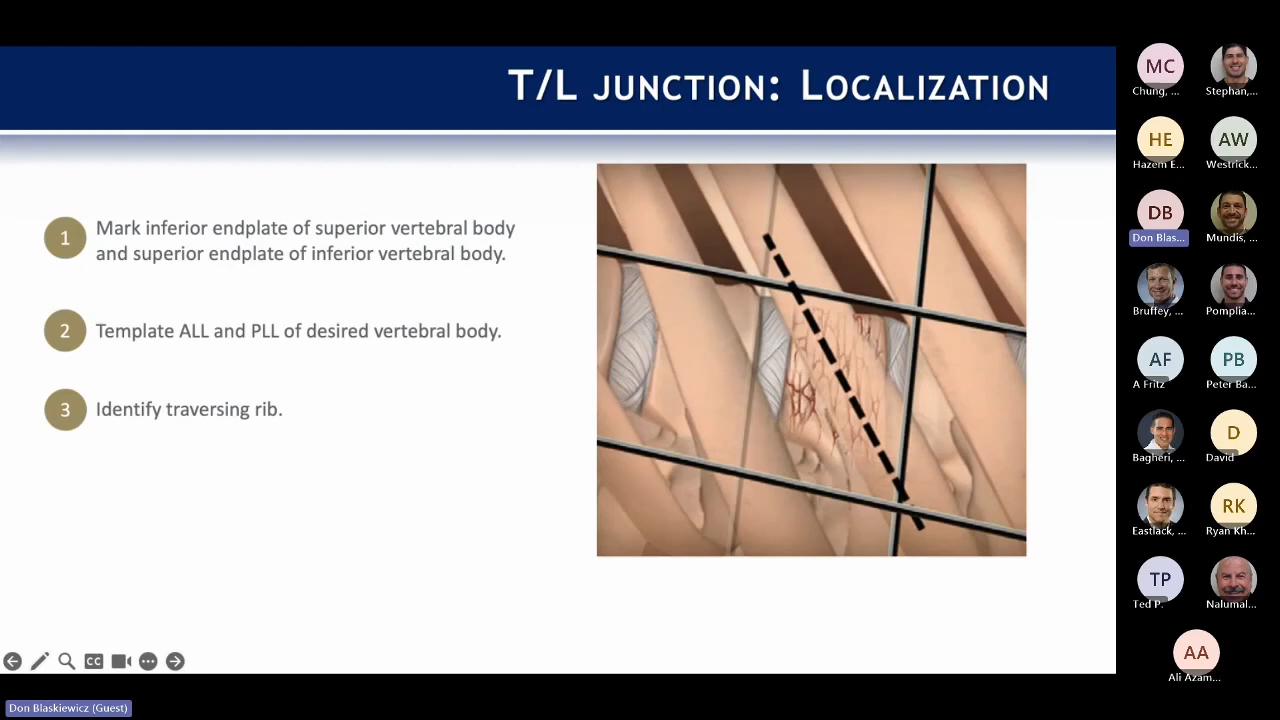 T/L JUNCTION: LOCALIZATION
1
Mark inferior endplate of superior vertebral body
and superior endplate of inferior vertebral body.
2
Template ALL and PLL of desired vertebral body.
3
Identify traversing rib.
CC
Don Blaskiewicz (Guest)
MC
Chung, ...
Stephan,...
HE
Hazem E...
AW
Westrick...
DB
Don Blas...
Mundis, ...
Bruffey, ...
Pomplia...
AF
A Fritz
PB
Peter Ba...
Bagheri, ...
D
David
Eastlack, ...
RK
Ryan Kh...
TP
Ted P.
Nalumal...
AA
Ali Azam...